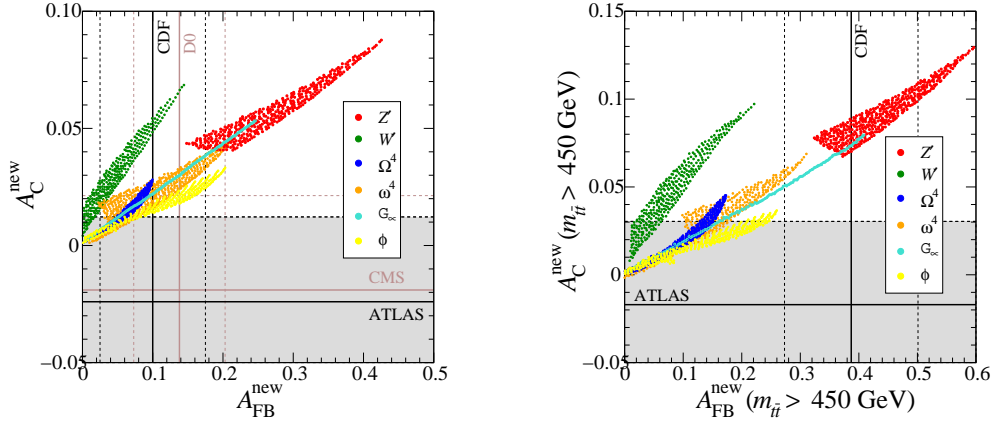 0.10
0.05
0
−0.05
A_C^new
CDF
D0
Z′
W′
Ω⁴
ω⁴
G∝
ϕ
CMS
ATLAS
0 0.1 0.2 0.3 0.4 0.5
A_FB^new
0.15
0.1
0.05
0
−0.05
A_C^new (m_tt̄ > 450 GeV)
CDF
Z′
W′
Ω⁴
ω⁴
G∝
ϕ
ATLAS
0 0.1 0.2 0.3 0.4 0.5 0.6
A_FB^new (m_tt̄ > 450 GeV)